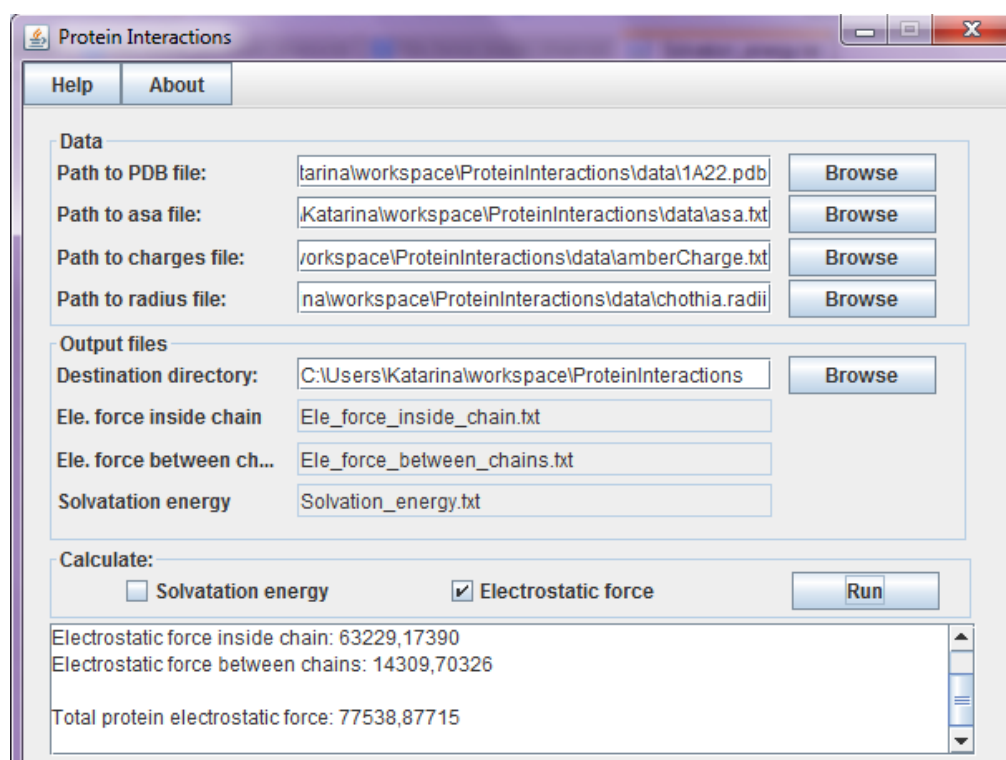 Protein Interactions
Help About
Data
Path to PDB file: tarina\workspace\ProteinInteractions\data\1A22.pdb Browse
Path to asa file: \Katarina\workspace\ProteinInteractions\data\asa.txt Browse
Path to charges file: vorkspace\ProteinInteractions\data\amberCharge.txt Browse
Path to radius file: na\workspace\ProteinInteractions\data\chothia.radii Browse
Output files
Destination directory: C:\Users\Katarina\workspace\ProteinInteractions Browse
Ele. force inside chain Ele_force_inside_chain.txt
Ele. force between ch... Ele_force_between_chains.txt
Solvatation energy Solvation_energy.txt
Calculate:
Solvatation energy Electrostatic force Run
Electrostatic force inside chain: 63229,17390
Electrostatic force between chains: 14309,70326
Total protein electrostatic force: 77538,87715